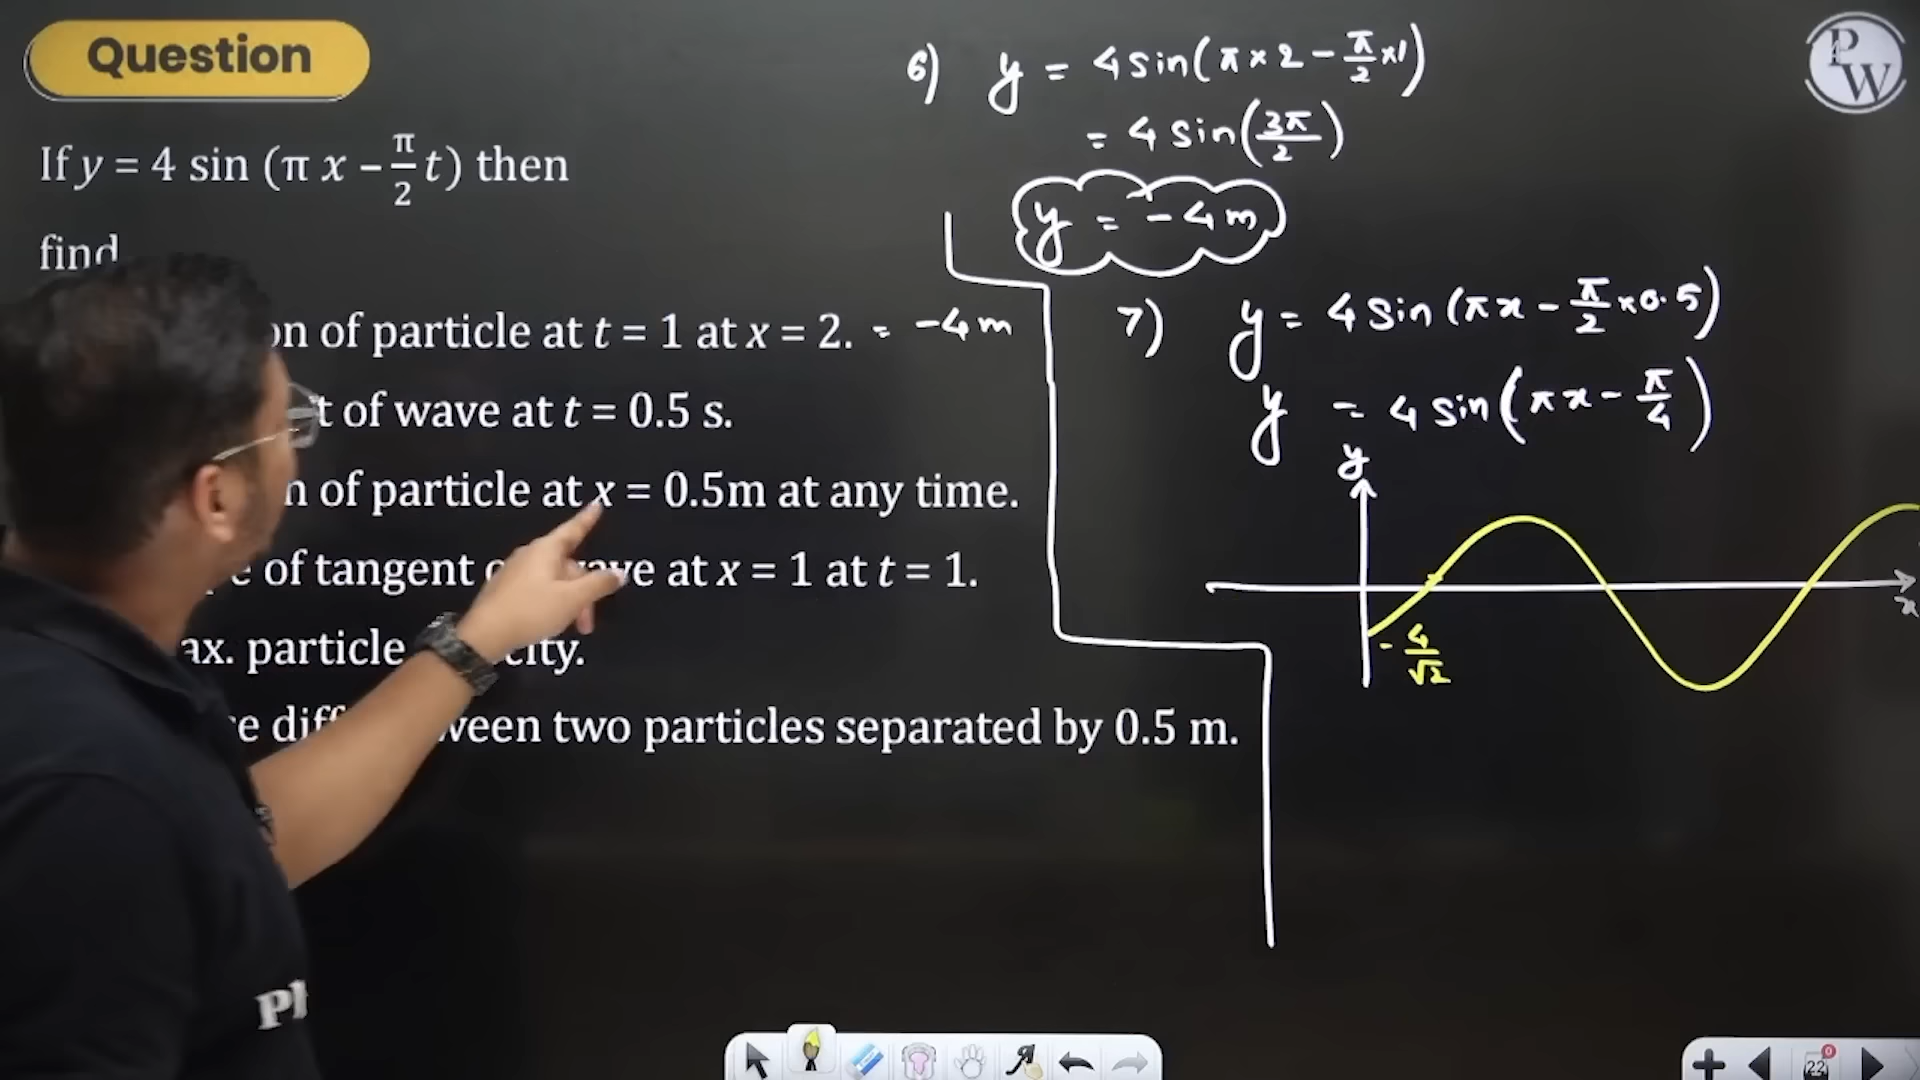 Question
If y = 4 sin (π x − π/2 t) then
find
on of particle at t = 1 at x = 2. = -4 m
t of wave at t = 0.5 s.
n of particle at x = 0.5m at any time.
e of tangent wave at x = 1 at t = 1.
ax. particle city.
e diff ween two particles separated by 0.5 m.
6) y = 4 sin(π×2 − π/2 ×1)
= 4 sin(3π/2)
y = -4 m
7) y = 4 sin(πx − π/2 ×0.5)
y = 4 sin(πx − π/4)
y
x
- 4/√2
PW
22
0